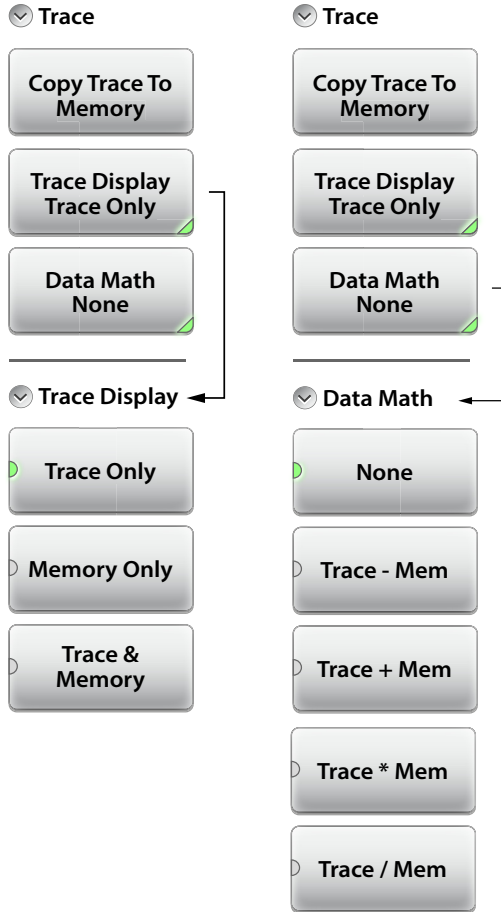 Trace
Copy Trace To
Memory
Trace Display
Trace Only
Data Math
None
Trace Display
Trace Only
Memory Only
Trace &
Memory
Trace
Copy Trace To
Memory
Trace Display
Trace Only
Data Math
None
Data Math
None
Trace - Mem
Trace + Mem
Trace * Mem
Trace / Mem